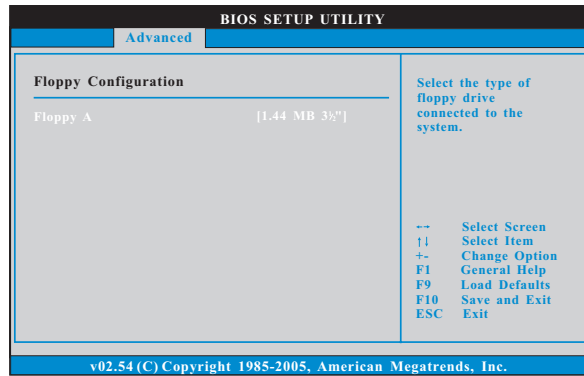 BIOS SETUP UTILITY
Advanced
Floppy Configuration
Floppy A [1.44 MB 3½"]
Select the type of
floppy drive
connected to the
system.
←→ Select Screen
↑↓ Select Item
+- Change Option
F1 General Help
F9 Load Defaults
F10 Save and Exit
ESC Exit
v02.54 (C) Copyright 1985-2005, American Megatrends, Inc.